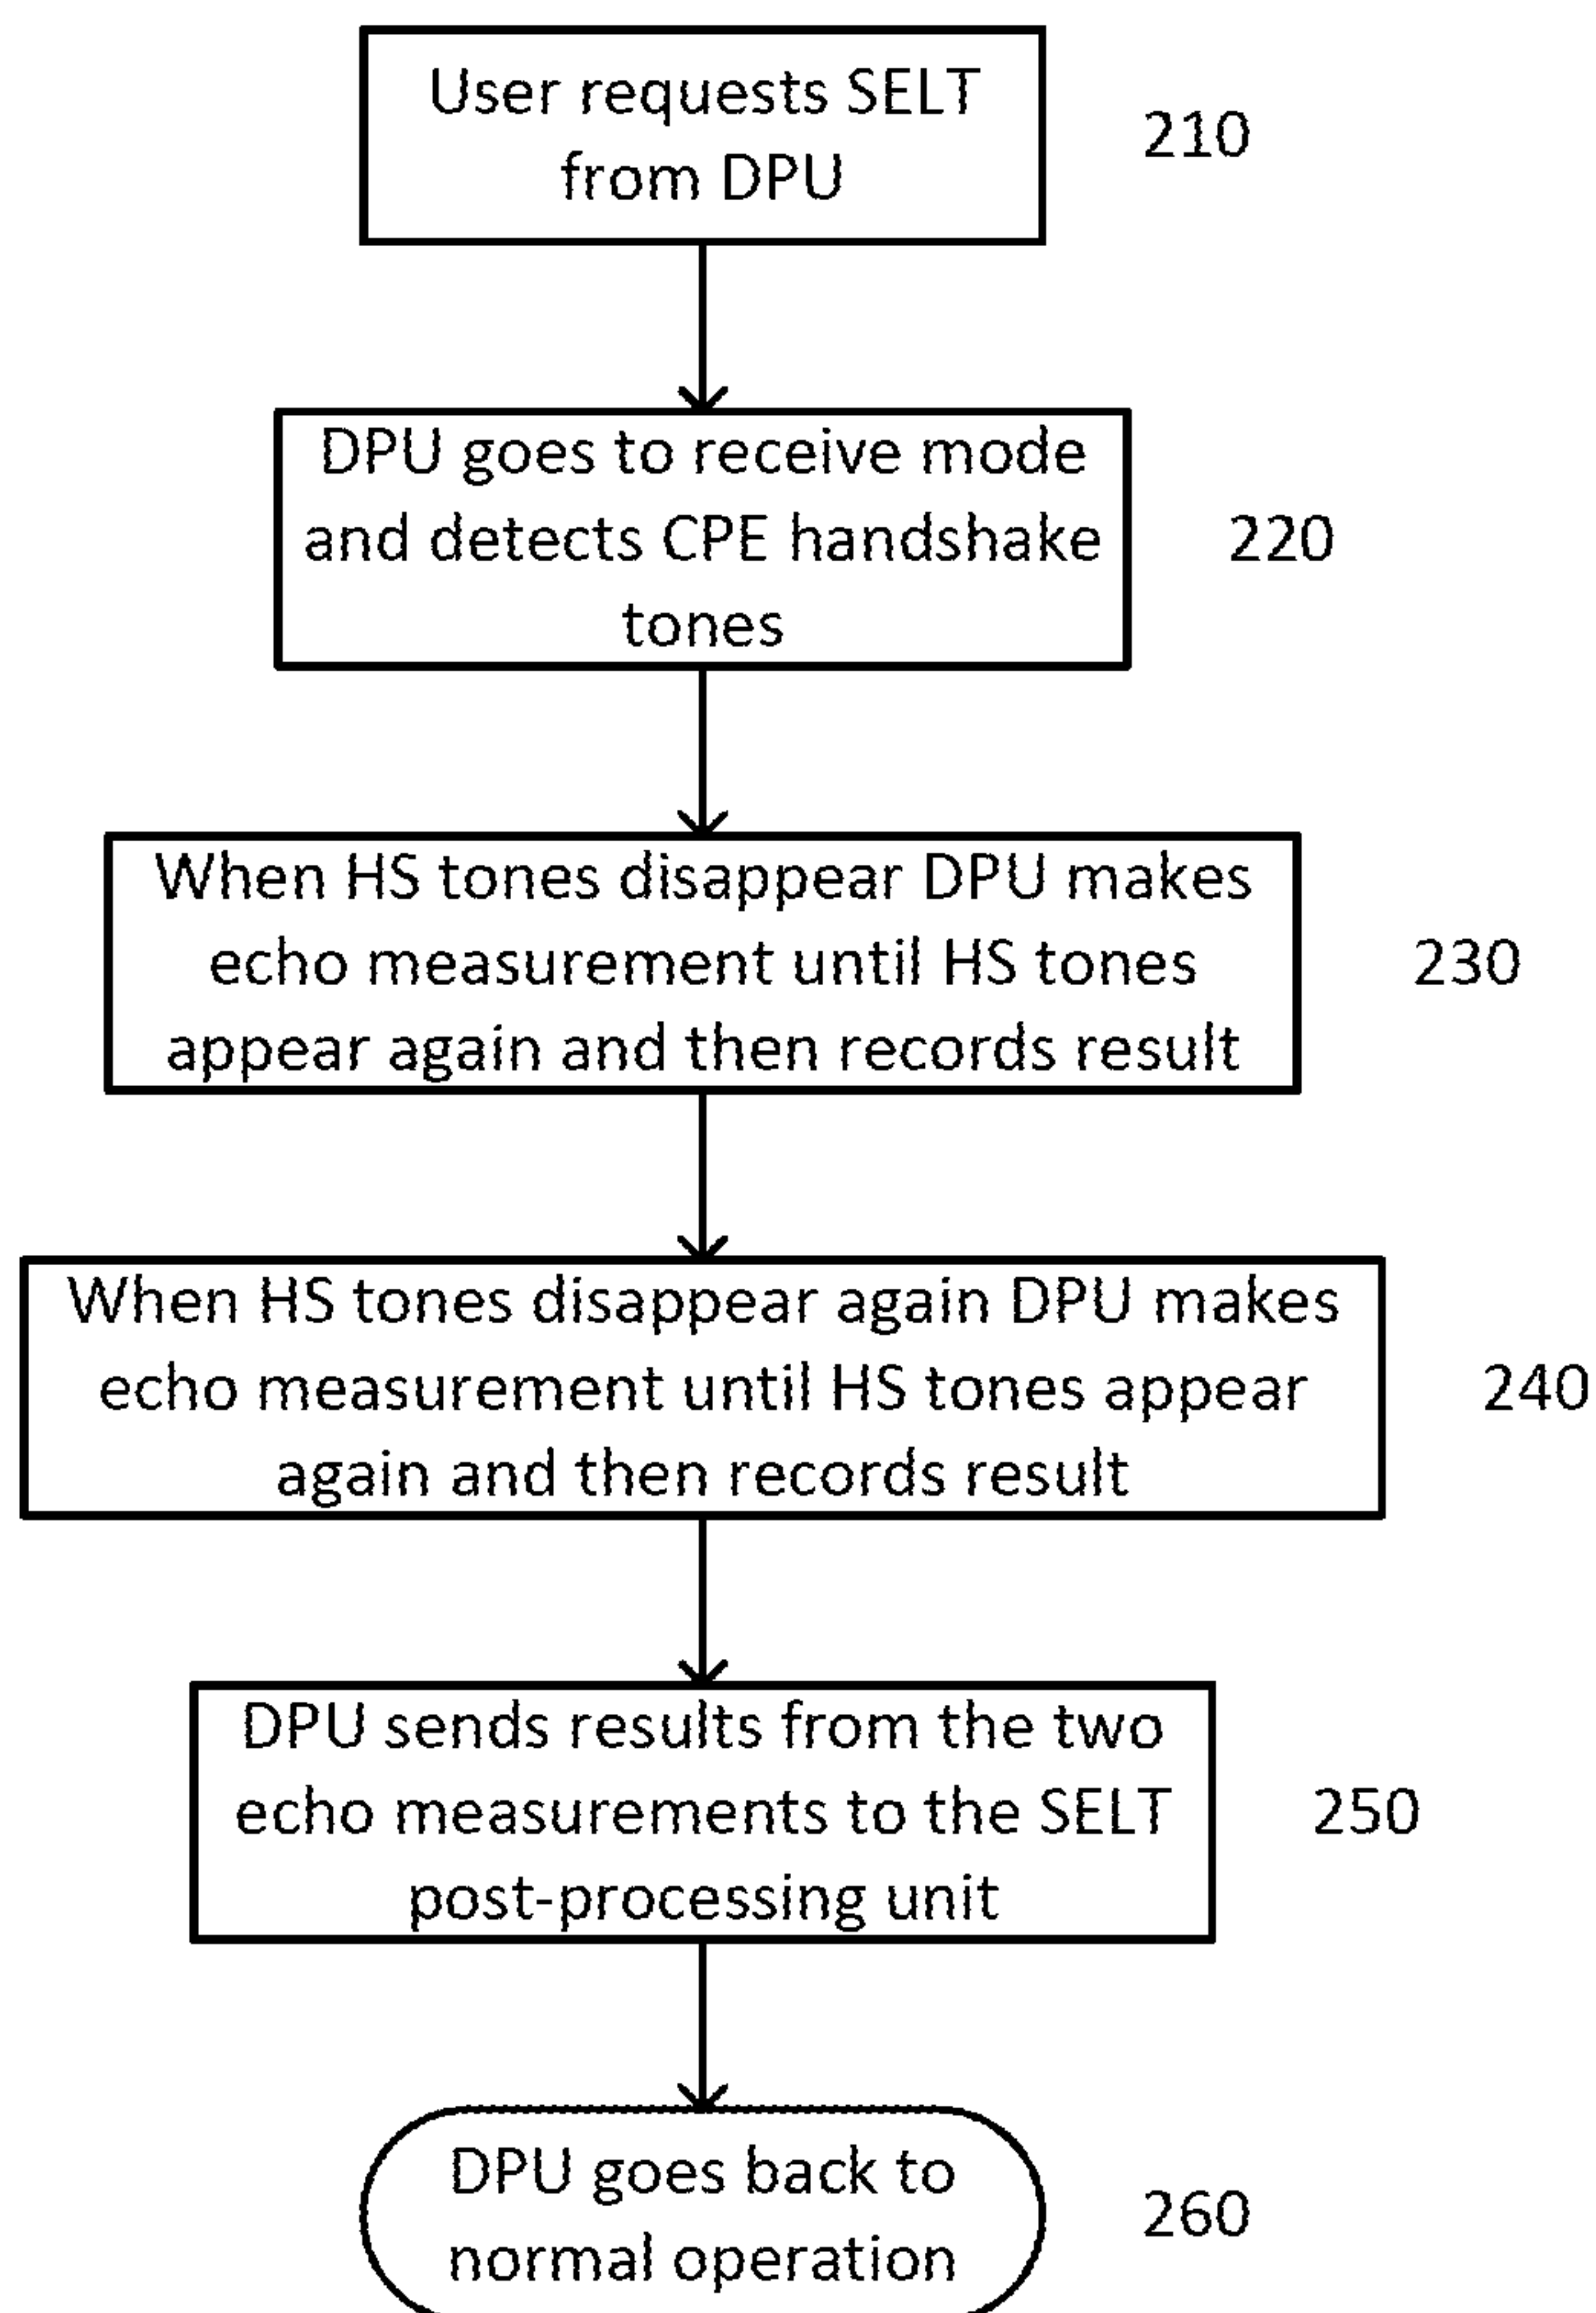 User requests SELT
from DPU
210
DPU goes to receive mode
and detects CPE handshake
tones
220
When HS tones disappear DPU makes
echo measurement until HS tones
appear again and then records result
230
When HS tones disappear again DPU makes
echo measurement until HS tones appear
again and then records result
240
DPU sends results from the two
echo measurements to the SELT
post-processing unit
250
DPU goes back to
normal operation
260